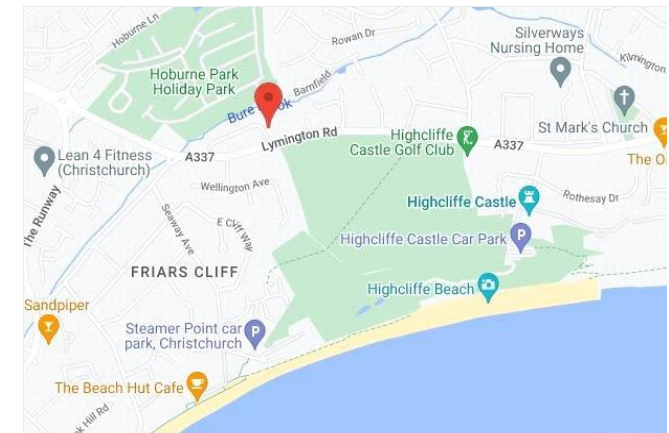 Hoburne Ln
Rowan Dr
Silverways
Nursing Home
Kilmington
Hoburne Park
Holiday Park
Barnfield
Bure
ok
Lymington Rd
Highcliffe
Castle Golf Club
A337
St Mark's Church
The O
Lean 4 Fitness
(Christchurch)
A337
Wellington Ave
Rothesay Dr
Highcliffe Castle
The Runway
Seaway Ave
E Cliff Way
Highcliffe Castle Car Park
P
FRIARS CLIFF
Highcliffe Beach
Sandpiper
Steamer Point car
park, Christchurch
P
The Beach Hut Cafe
k Hill Rd